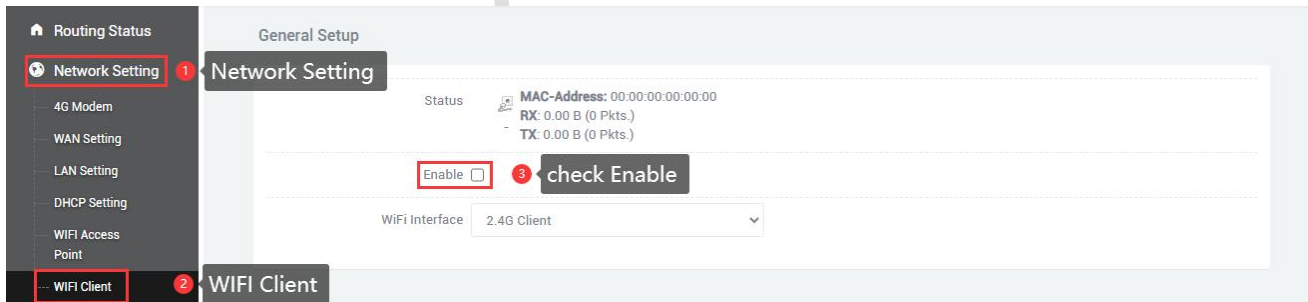 Routing Status
General Setup
Network Setting 1 Network Setting
4G Modem
Status
MAC-Address: 00:00:00:00:00:00
RX: 0.00 B (0 Pkts.)
- TX: 0.00 B (0 Pkts.)
WAN Setting
LAN Setting
Enable 3 check Enable
DHCP Setting
WiFi Interface 2.4G Client
WIFI Access
Point
WIFI Client 2 WIFI Client